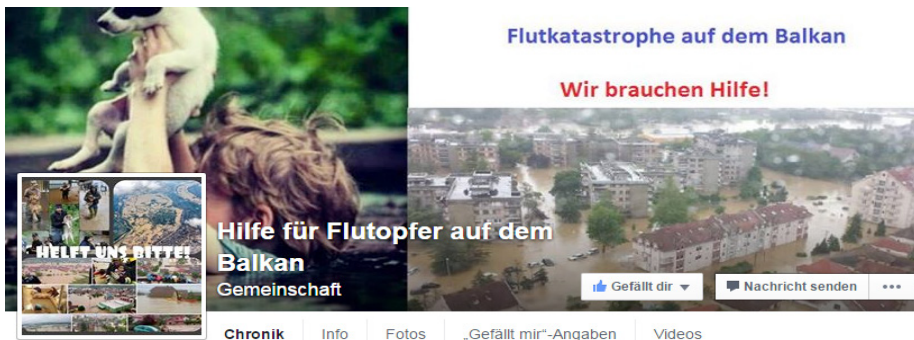 Flutkatastrophe auf dem Balkan
Wir brauchen Hilfe!
HELFT UNS BITTE!
Hilfe für Flutopfer auf dem
Balkan
Gemeinschaft
Gefällt dir
Nachricht senden
Chronik
Info
Fotos
„Gefällt mir“-Angaben
Videos